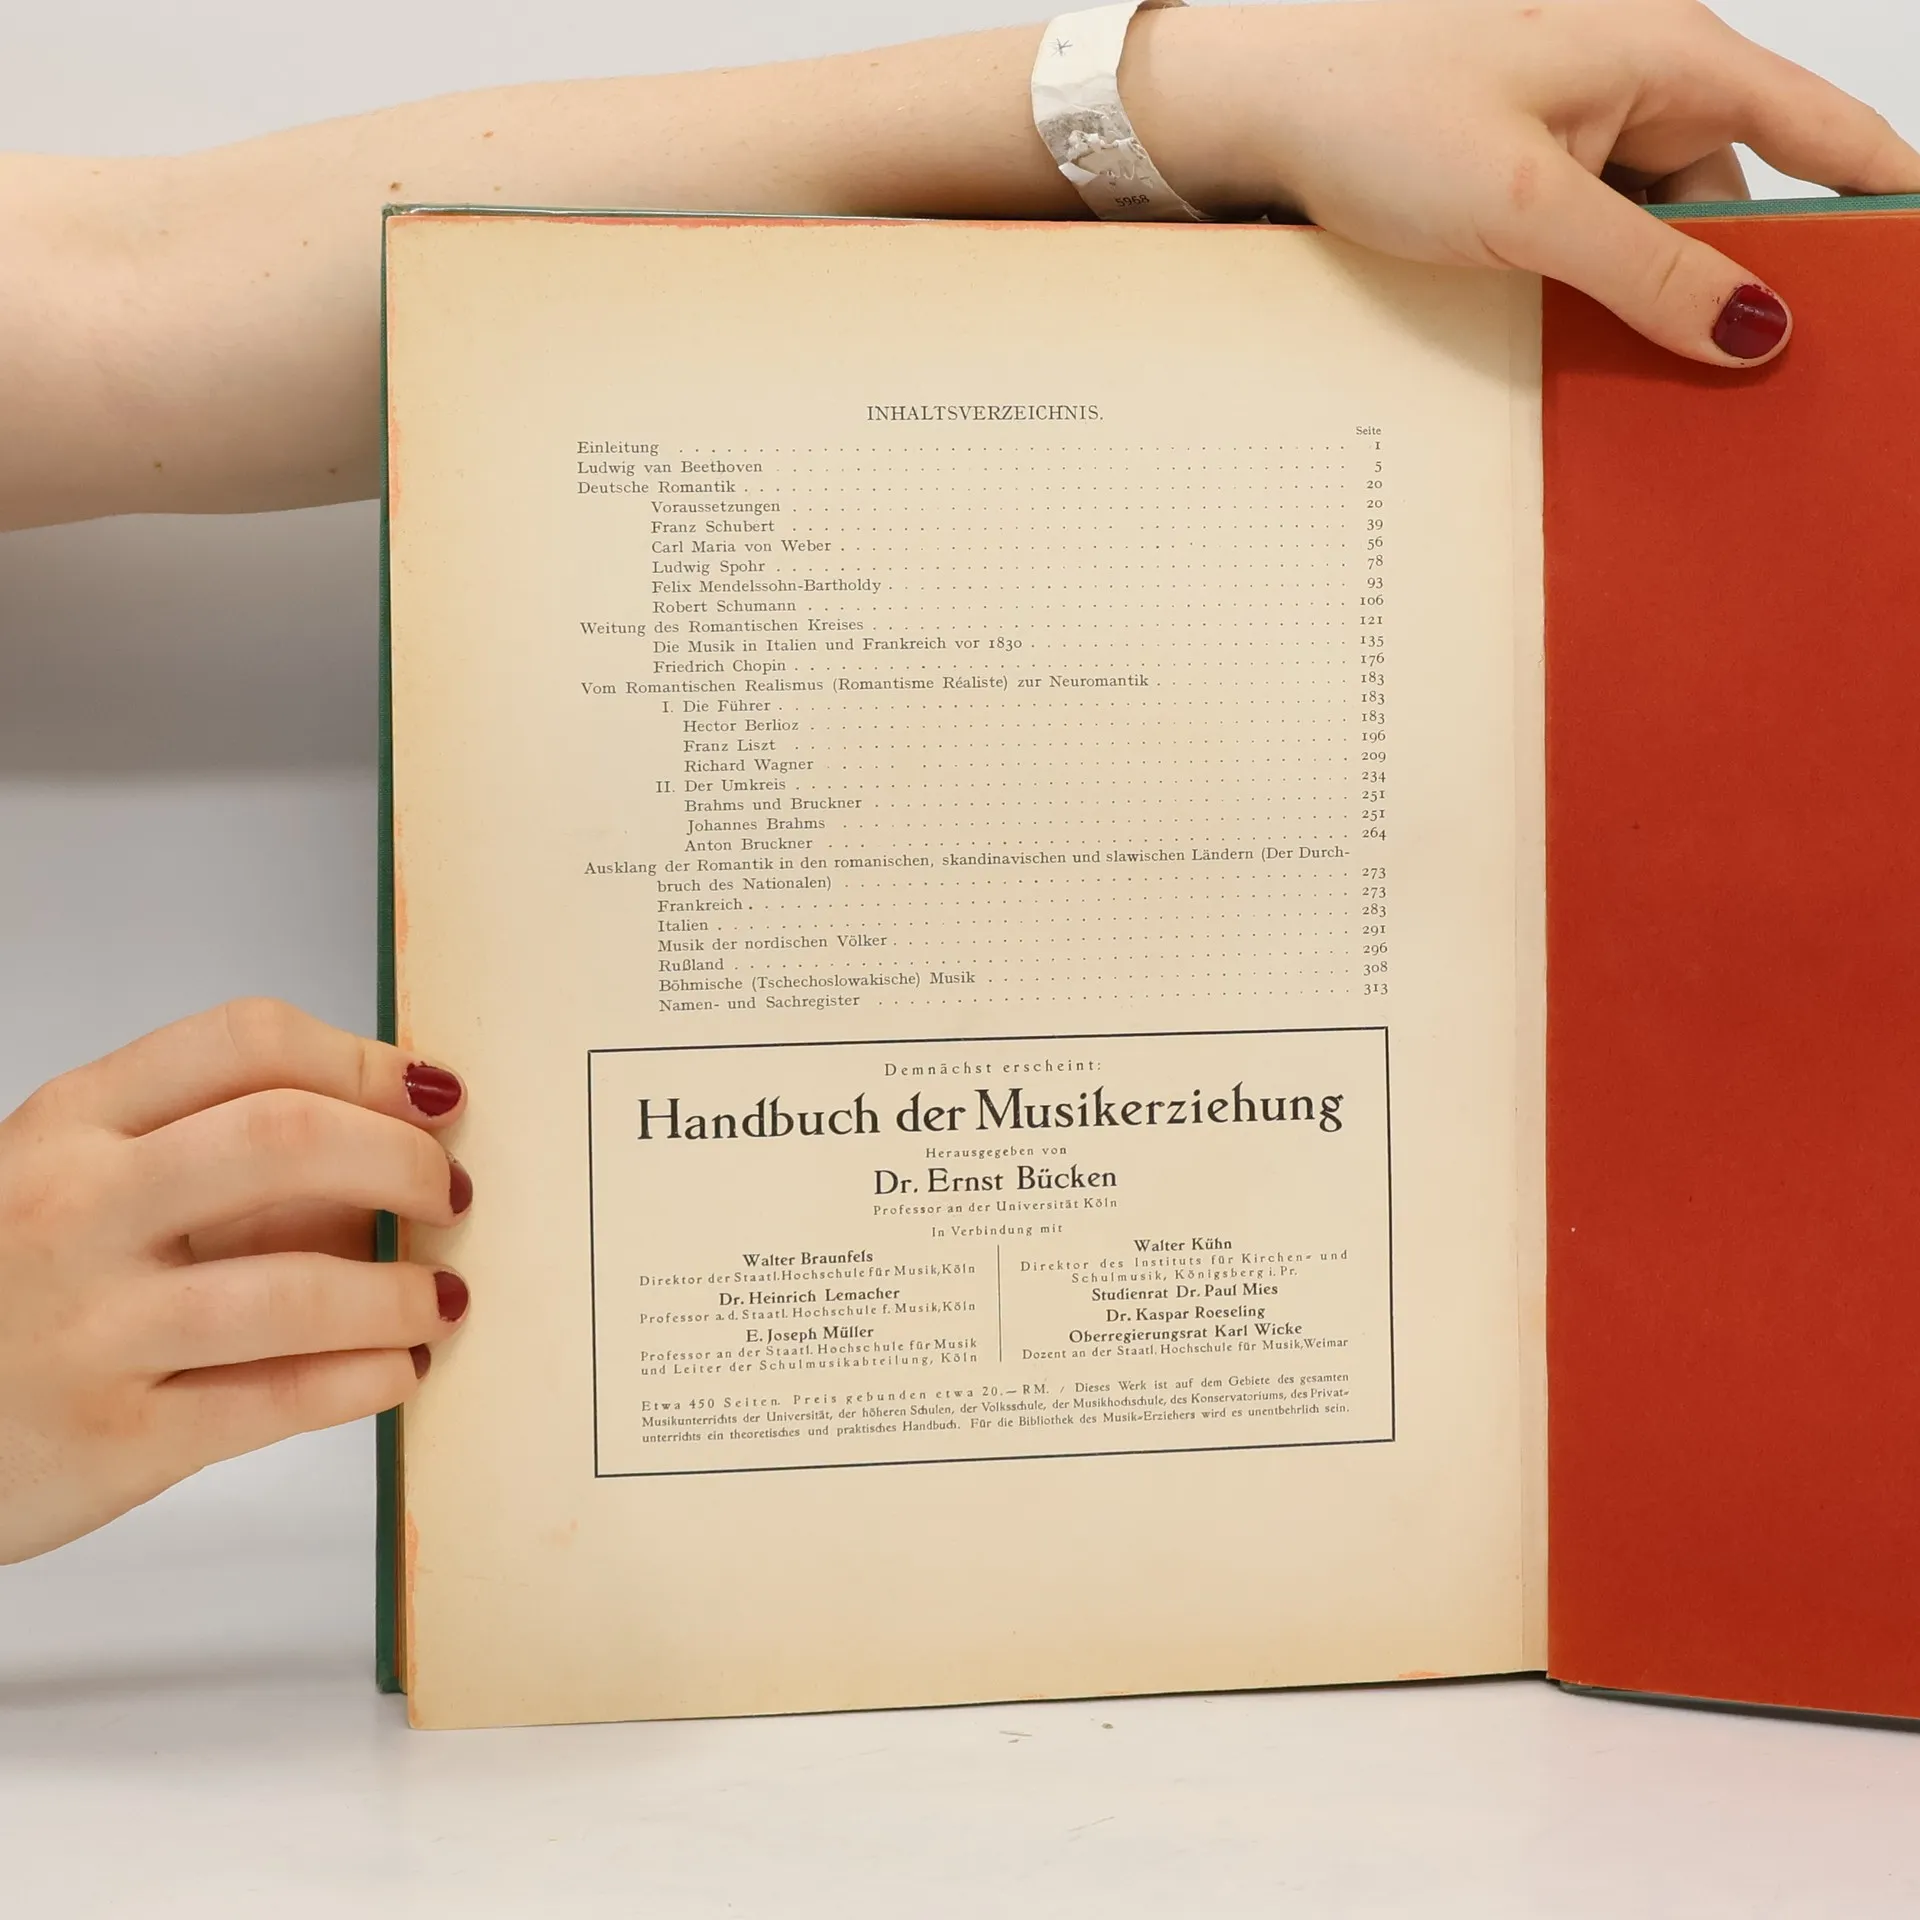 5968
INHALTSVERZEICHNIS.
Seite
Einleitung . . . . . 1
Ludwig van Beethoven . . . . . 5
Deutsche Romantik . . . . . 20
Voraussetzungen . . . . . 20
Franz Schubert . . . . . 39
Carl Maria von Weber . . . . . 56
Ludwig Spohr . . . . . 78
Felix Mendelssohn-Bartholdy . . . . . 93
Robert Schumann . . . . . 106
Weitung des Romantischen Kreises . . . . . 121
Die Musik in Italien und Frankreich vor 1830 . . . . . 135
Friedrich Chopin . . . . . 176
Vom Romantischen Realismus (Romantisme Réaliste) zur Neuromantik . . . . . 183
I. Die Führer . . . . . 183
Hector Berlioz . . . . . 183
Franz Liszt . . . . . 196
Richard Wagner . . . . . 209
II. Der Umkreis . . . . . 234
Brahms und Bruckner . . . . . 251
Johannes Brahms . . . . . 251
Anton Bruckner . . . . . 264
Ausklang der Romantik in den romanischen, skandinavischen und slawischen Ländern (Der Durch-
bruch des Nationalen) . . . . . 273
Frankreich . . . . . 273
Italien . . . . . 283
Musik der nordischen Völker . . . . . 291
Rußland . . . . . 296
Böhmische (Tschechoslowakische) Musik . . . . . 308
Namen- und Sachregister . . . . . 313
Demnächst erscheint:
Handbuch der Musikerziehung
Herausgegeben von
Dr. Ernst Bücken
Professor an der Universität Köln
In Verbindung mit
Walter Braunfels
Direktor der Staatl. Hochschule für Musik, Köln
Dr. Heinrich Lemacher
Professor a. d. Staatl. Hochschule f. Musik, Köln
E. Joseph Müller
Professor an der Staatl. Hochschule für Musik
und Leiter der Schulmusikabteilung, Köln
Walter Kühn
Direktor des Instituts für Kirchen- und
Schulmusik, Königsberg i. Pr.
Studienrat Dr. Paul Mies
Dr. Kaspar Roeseling
Oberregierungsrat Karl Wicke
Dozent an der Staatl. Hochschule für Musik, Weimar
Etwa 450 Seiten. Preis gebunden etwa 20.— RM. / Dieses Werk ist auf dem Gebiete des gesamten
Musikunterrichts der Universität, der höheren Schulen, der Volksschule, der Musikhochschule, des Konservatoriums, des Privat-
unterrichts ein theoretisches und praktisches Handbuch. Für die Bibliothek des Musik-Erziehers wird es unentbehrlich sein.